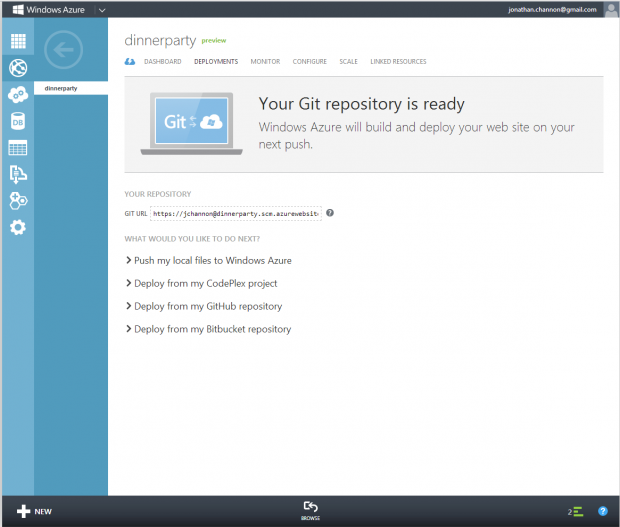 Windows Azure
jonathan.channon@gmail.com
dinnerparty preview
DASHBOARD DEPLOYMENTS MONITOR CONFIGURE SCALE LINKED RESOURCES
dinnerparty
DB
Git
Your Git repository is ready
Windows Azure will build and deploy your web site on your
next push.
YOUR REPOSITORY
GIT URL https://jchannon@dinnerparty.scm.azurewebsit
?
WHAT WOULD YOU LIKE TO DO NEXT?
Push my local files to Windows Azure
Deploy from my CodePlex project
Deploy from my GitHub repository
Deploy from my Bitbucket repository
NEW
BROWSE
2
?